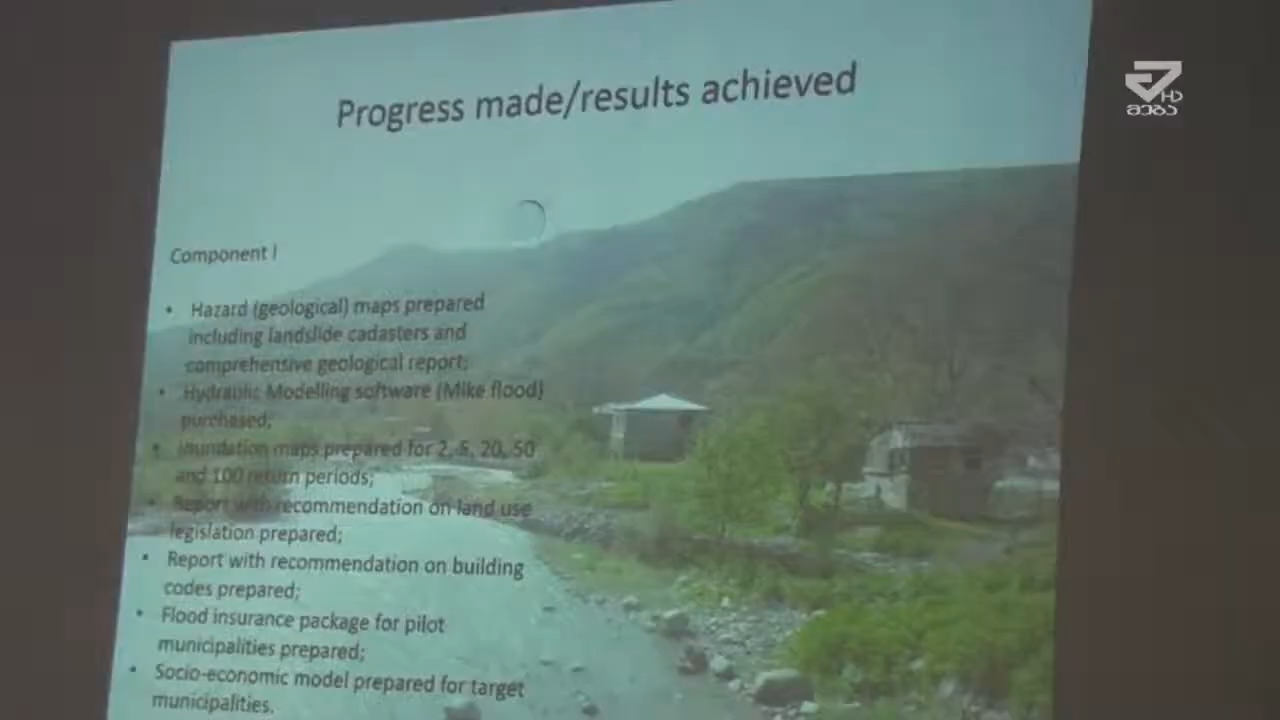 Progress made/results achieved
HD
მეგა
Component I
• Hazard (geological) maps prepared
including landslide cadasters and
comprehensive geological report;
• Hydraulic Modelling software (Mike flood)
purchased;
• Inundation maps prepared for 2, 5, 20, 50
and 100 return periods;
• Report with recommendation on land use
legislation prepared;
• Report with recommendation on building
codes prepared;
• Flood insurance package for pilot
municipalities prepared;
• Socio-economic model prepared for target
municipalities.